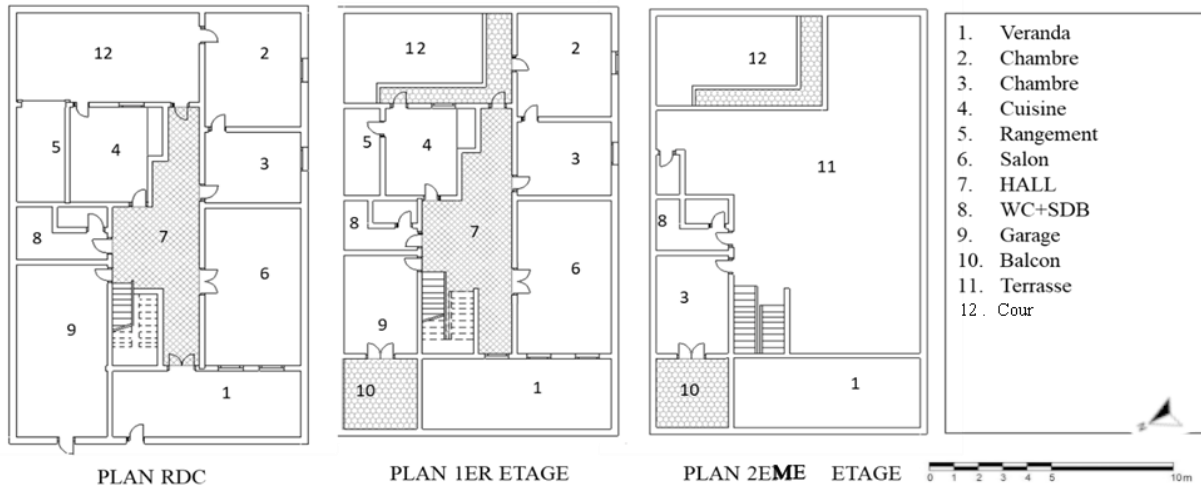 12
2
5
4
3
8
7
6
9
1
PLAN RDC
12
2
5
4
3
8
7
6
9
10
1
PLAN 1ER ETAGE
12
11
8
3
10
1
PLAN 2EME ETAGE
1. Veranda
2. Chambre
3. Chambre
4. Cuisine
5. Rangement
6. Salon
7. HALL
8. WC+SDB
9. Garage
10. Balcon
11. Terrasse
12 . Cour
N
0 1 2 3 4 5 10m